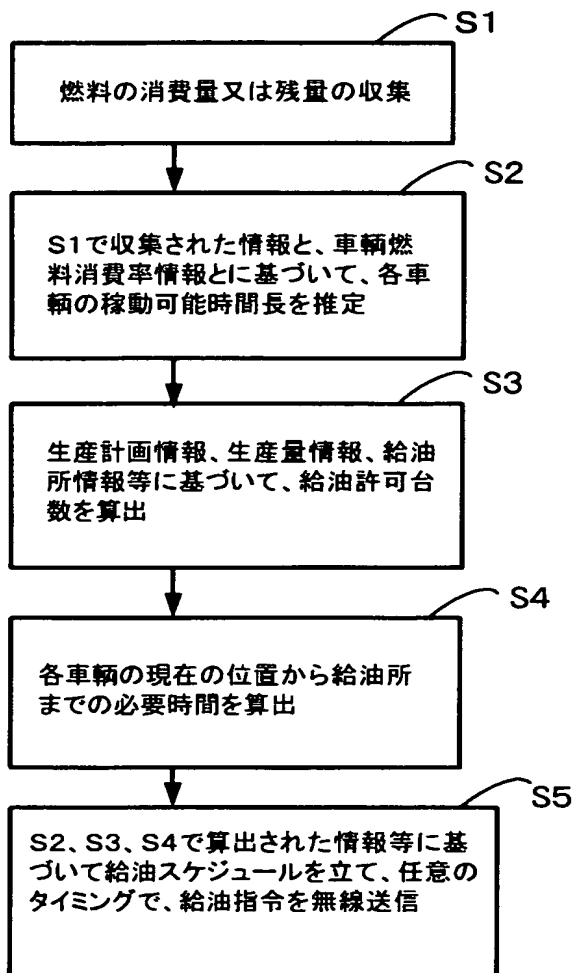 S1
燃料の消費量又は残量の収集
S2
S1で収集された情報と、車輌燃
料消費率情報とに基づいて、各車
輌の稼動可能時間長を推定
S3
生産計画情報、生産量情報、給油
所情報等に基づいて、給油許可台
数を算出
S4
各車輌の現在の位置から給油所
までの必要時間を算出
S5
S2、S3、S4で算出された情報等に基
づいて給油スケジュールを立て、任意の
タイミングで、給油指令を無線送信